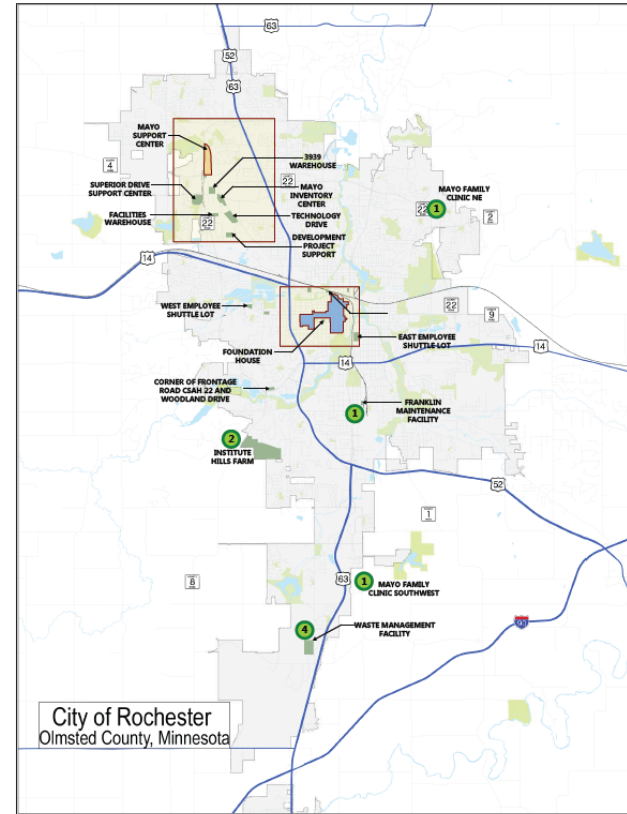 63
52
63
MAYO
SUPPORT
CENTER
4
3939
WAREHOUSE
22
SUPERIOR DRIVE
SUPPORT CENTER
MAYO
INVENTORY
CENTER
FACILITIES
WAREHOUSE
22
TECHNOLOGY
DRIVE
DEVELOPMENT
PROJECT
SUPPORT
MAYO FAMILY
CLINIC NE
22
1
2
14
WEST EMPLOYEE
SHUTTLE LOT
22
9
FOUNDATION
HOUSE
EAST EMPLOYEE
SHUTTLE LOT
14
14
CORNER OF FRONTAGE
ROAD CSAH 22 AND
WOODLAND DRIVE
FRANKLIN
MAINTENANCE
FACILITY
1
2
INSTITUTE
HILLS FARM
52
1
8
63
1
MAYO FAMILY
CLINIC SOUTHWEST
90
4
WASTE MANAGEMENT
FACILITY
City of Rochester
Olmsted County, Minnesota